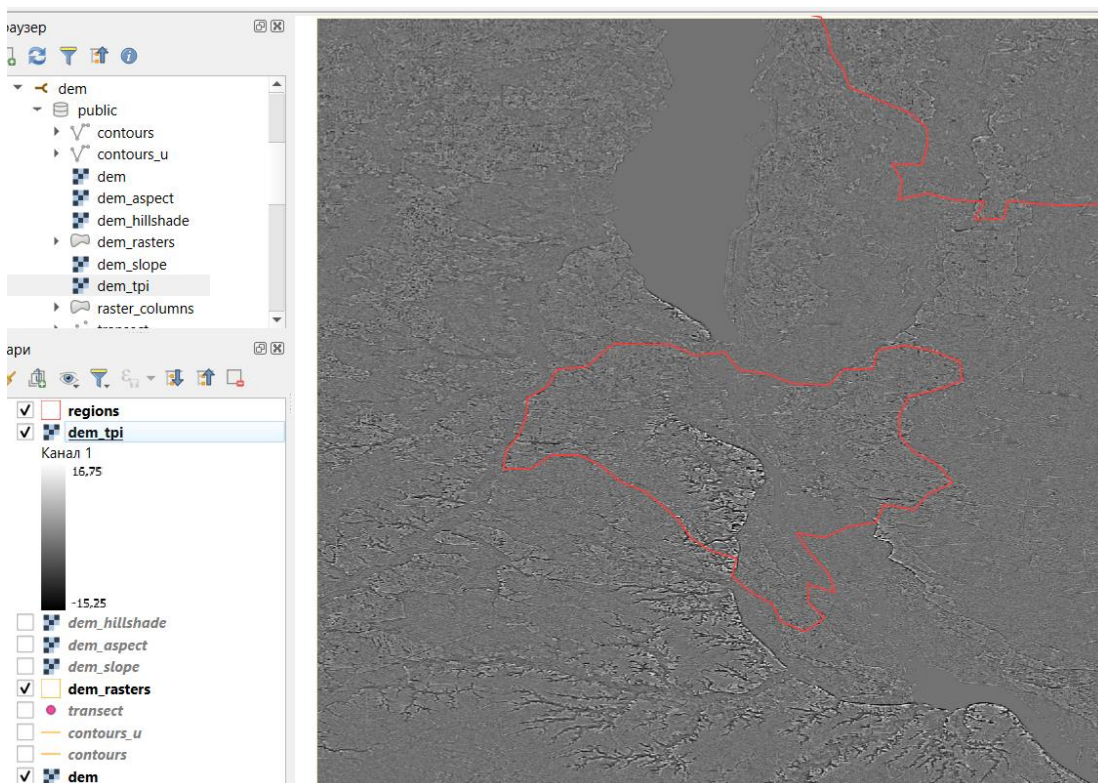 раузер
dem
public
contours
contours_u
dem
dem_aspect
dem_hillshade
dem_rasters
dem_slope
dem_tpi
raster_columns
transect
ари
regions
dem_tpi
Канал 1
16,75
-15,25
dem_hillshade
dem_aspect
dem_slope
dem_rasters
transect
contours_u
contours
dem